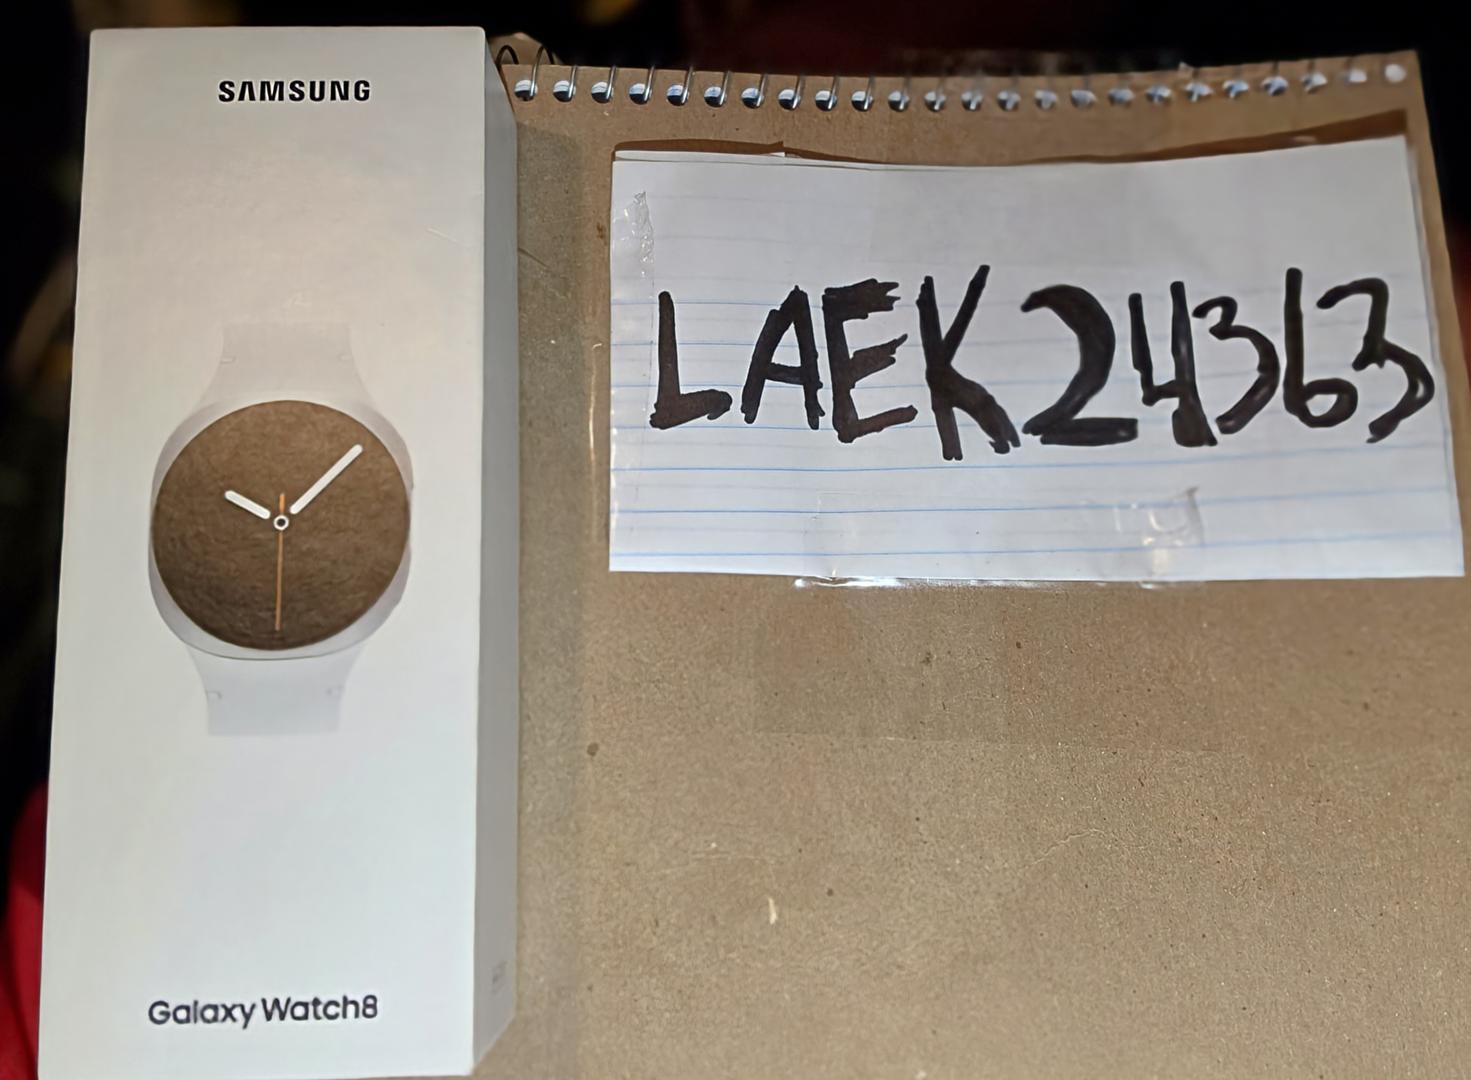 SAMSUNG
Galaxy Watch8
LAEK24363